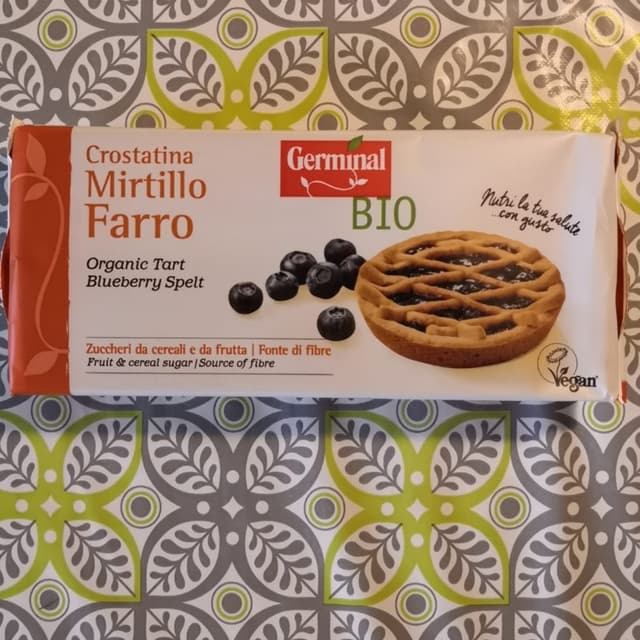 Crostatina
Mirtillo
Farro
Organic Tart
Blueberry Spelt
Zuccheri da cereali e da frutta | Fonte di fibre
Fruit & cereal sugar | Source of fibre
Germinal
BIO
Nutri la tua salute
...con gusto
Vegan